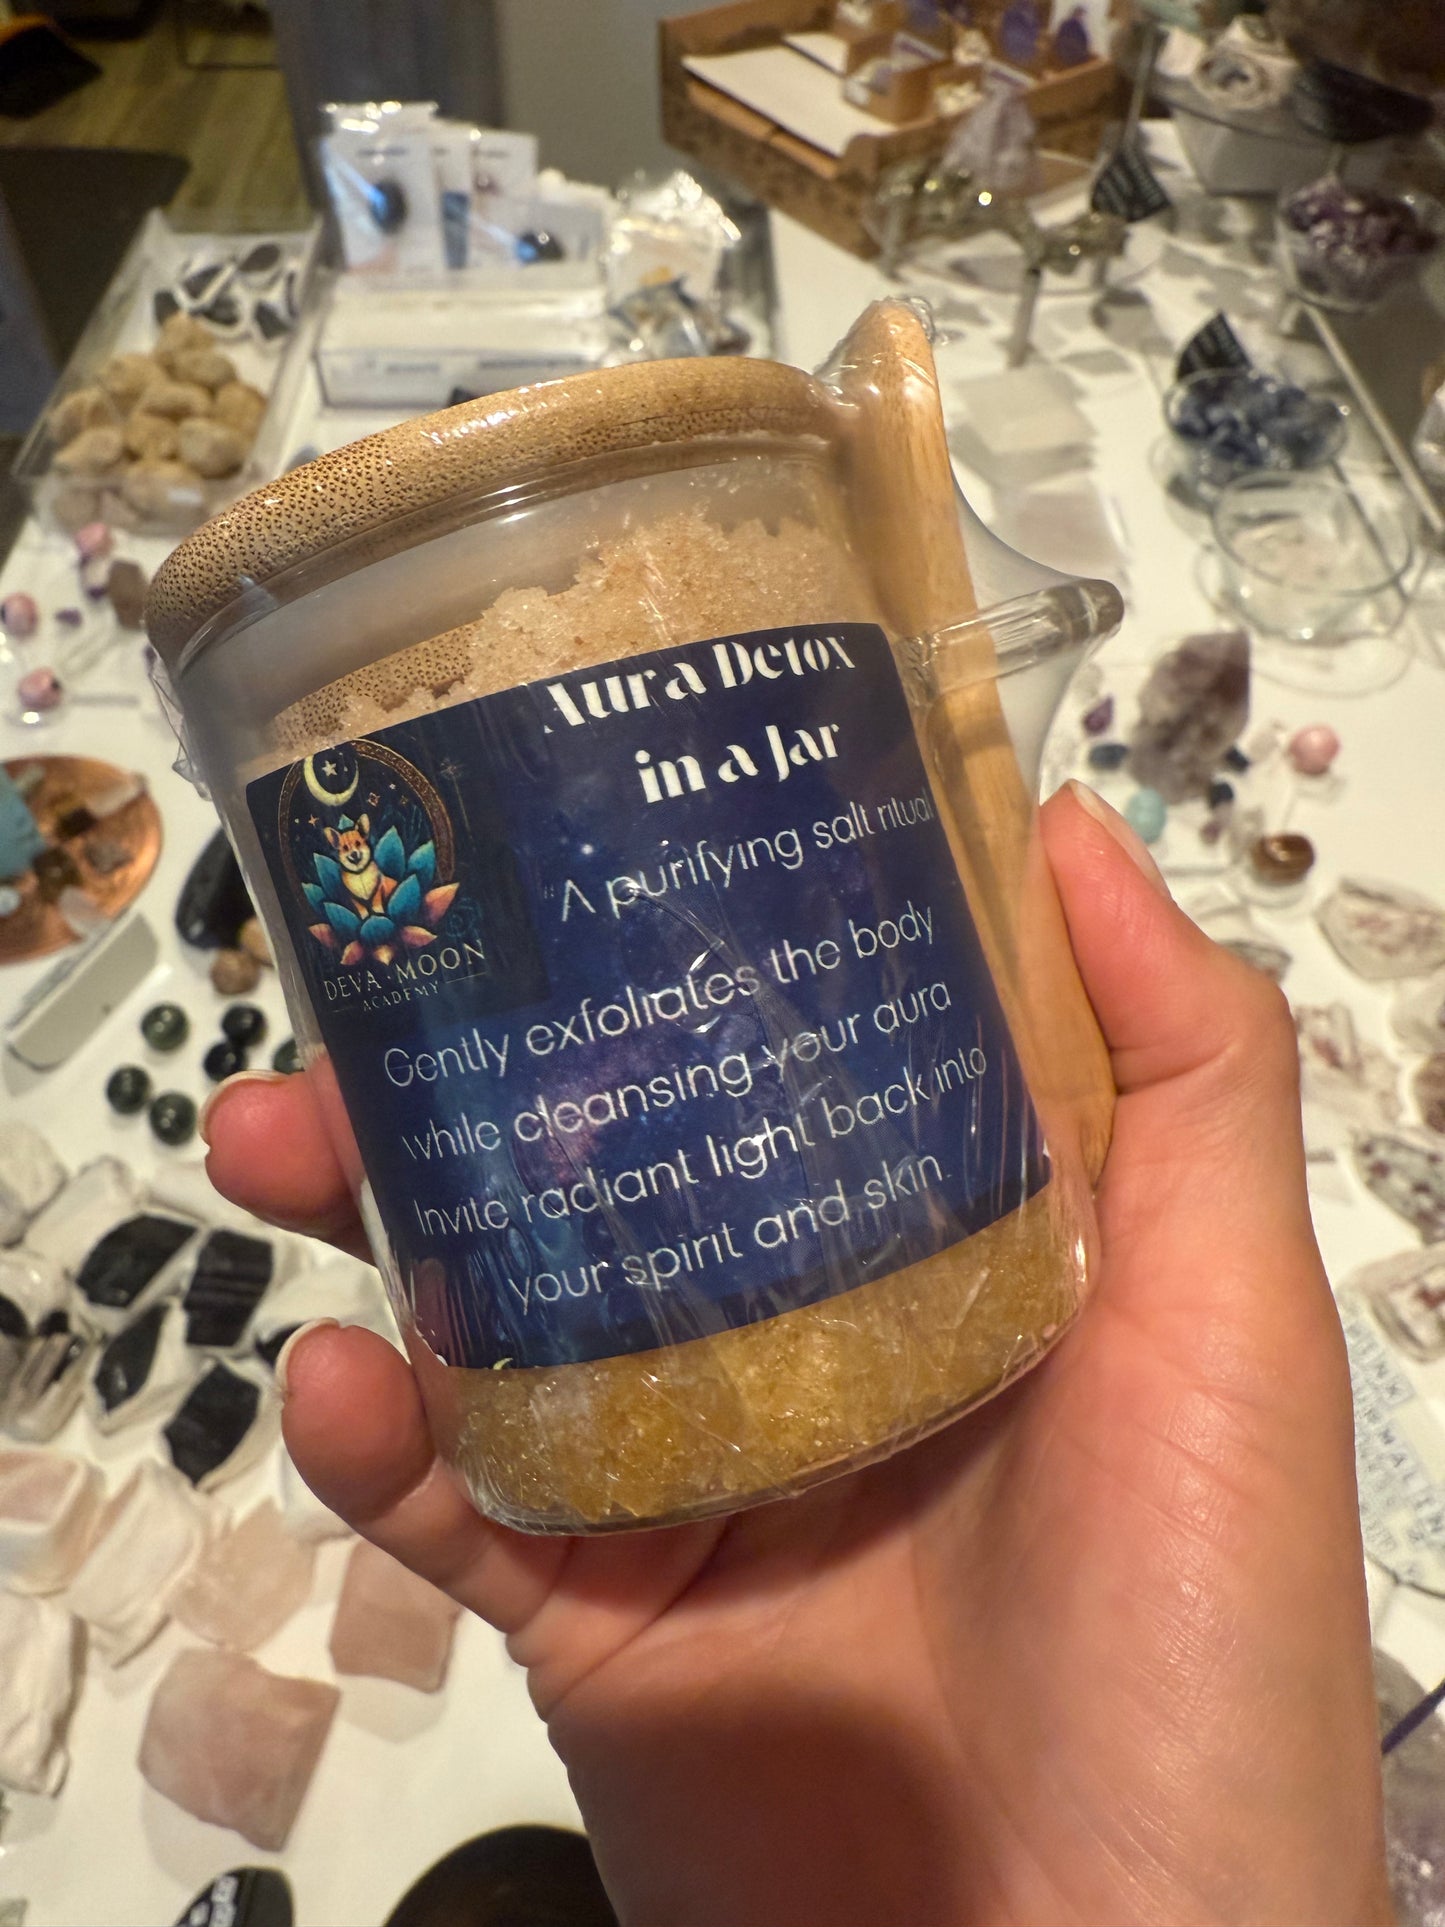 Aura Detox
in a Jar
"A purifying salt ritual
Gently exfoliates the body
while cleansing your aura
Invite radiant light back into
your spirit and skin.
DEVA·MOON
ACADEMY